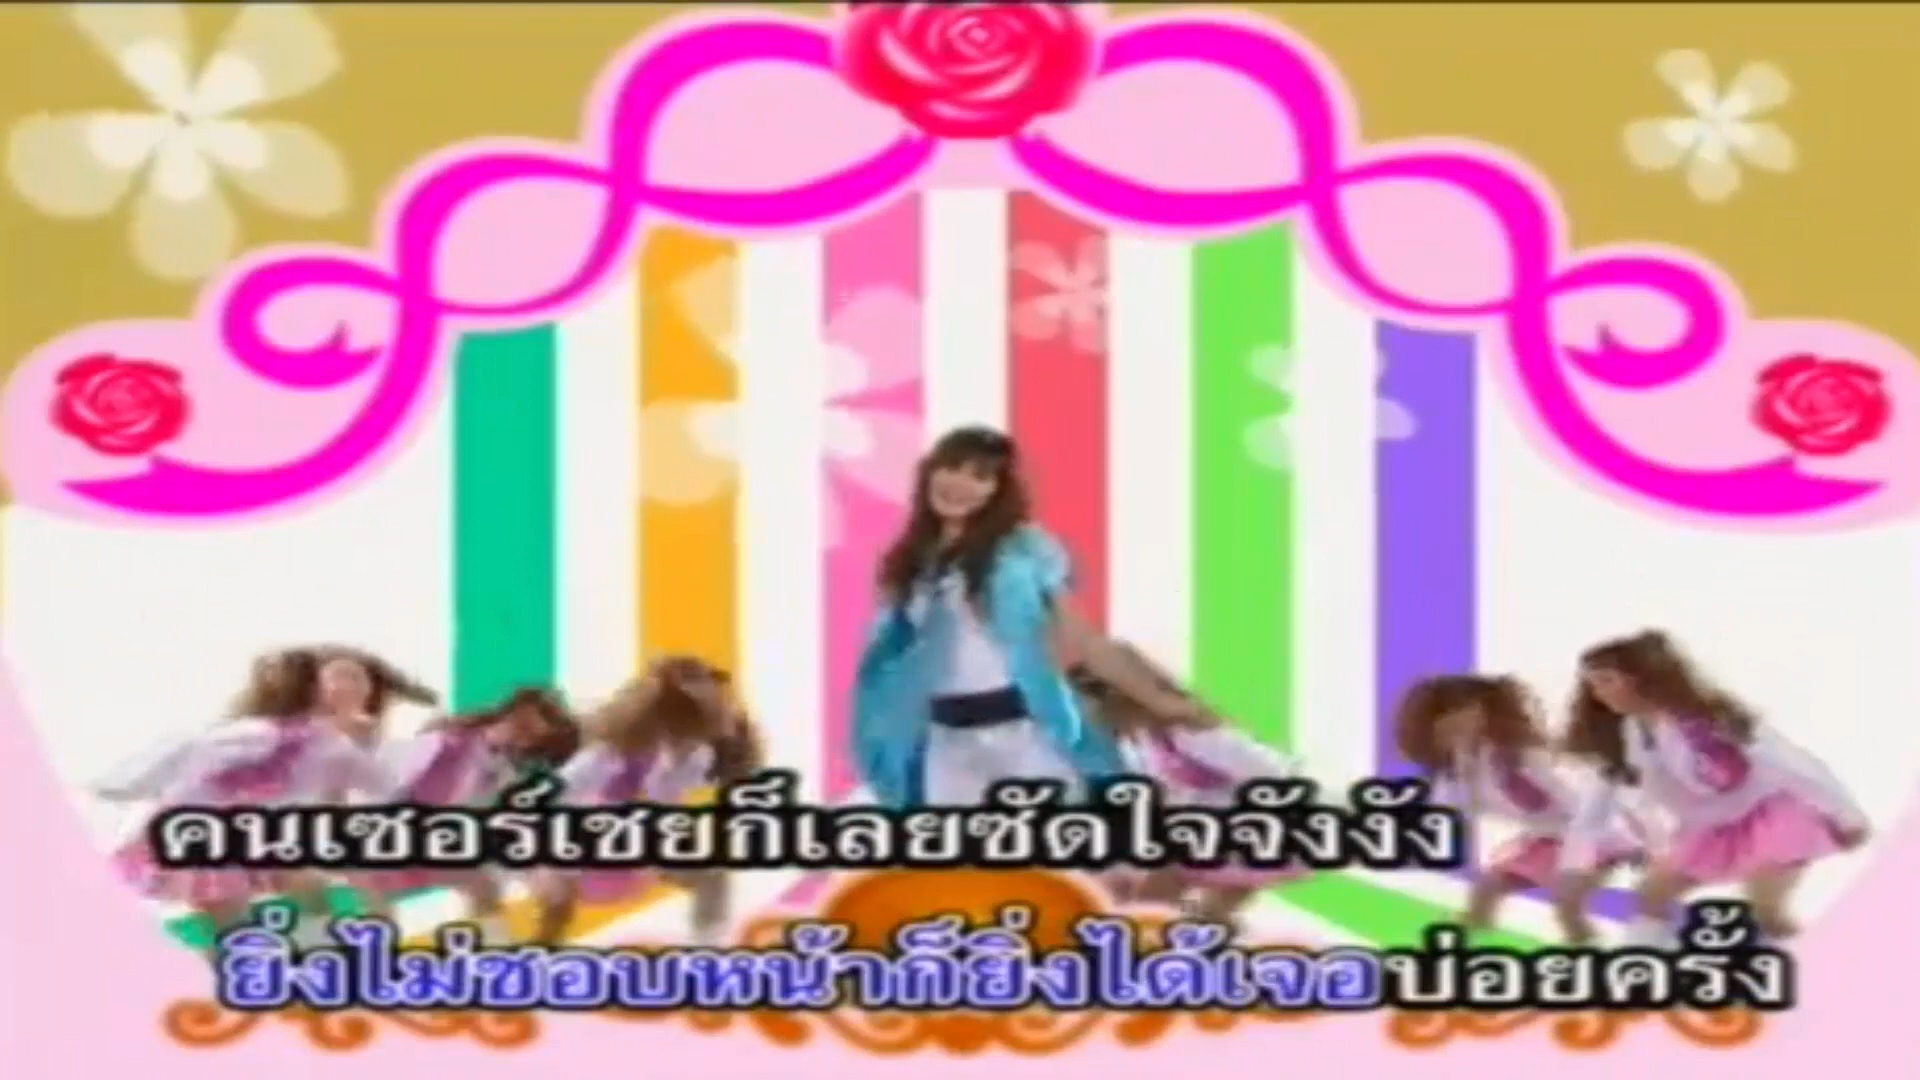 คนเซอร์เชยก็เลยซัดใจจังงัง
ยิ่งไม่ชอบหน้าก็ยิ่งได้เจอบ่อยครั้ง